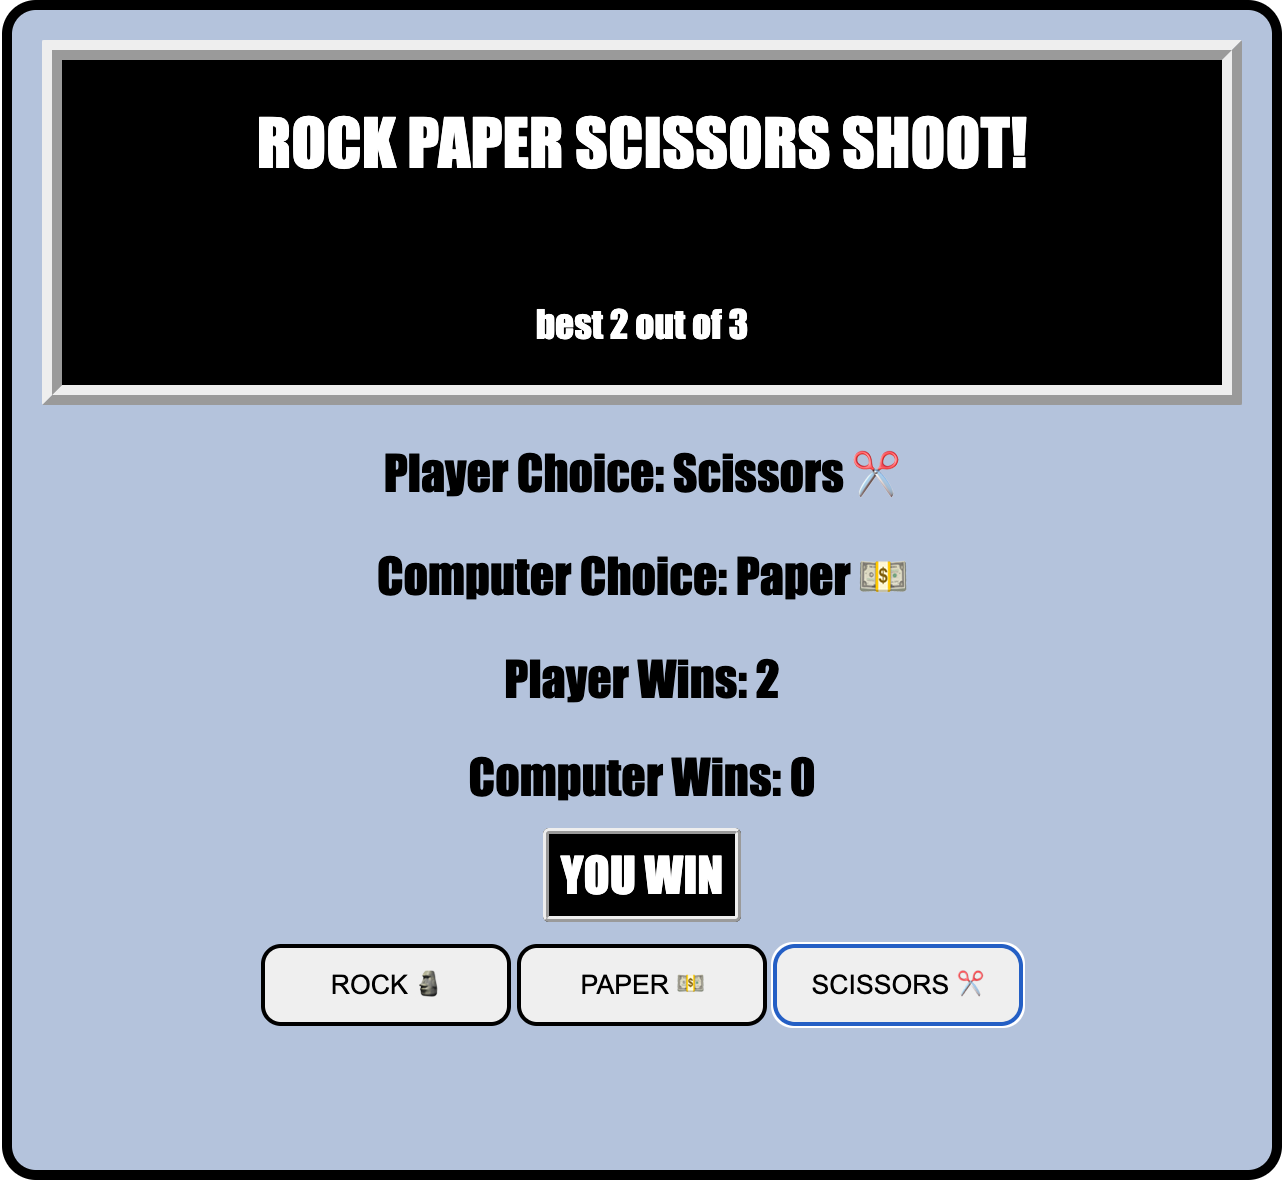 ROCK PAPER SCISSORS SHOOT!
best 2 out of 3
Player Choice: Scissors ✂️
Computer Choice: Paper 💵
Player Wins: 2
Computer Wins: 0
YOU WIN
ROCK 🗿 PAPER 💵 SCISSORS ✂️